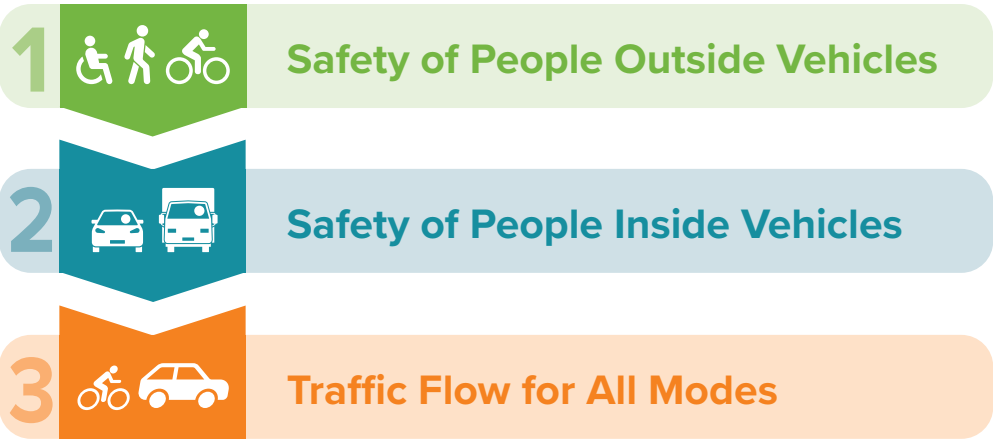 1 Safety of People Outside Vehicles
2 Safety of People Inside Vehicles
3 Traffic Flow for All Modes